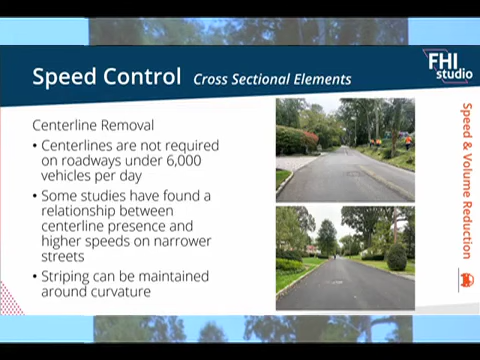 Speed Control Cross Sectional Elements
FHI
studio
Centerline Removal
• Centerlines are not required
on roadways under 6,000
vehicles per day
• Some studies have found a
relationship between
centerline presence and
higher speeds on narrower
streets
• Striping can be maintained
around curvature
Speed & Volume Reduction